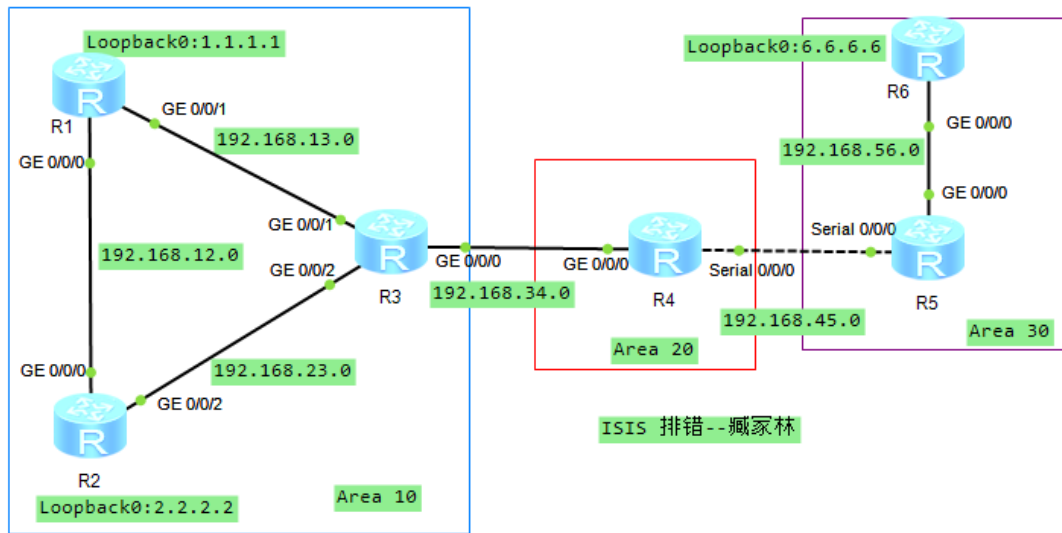 Loopback0:1.1.1.1
R
R1
GE 0/0/1
192.168.13.0
GE 0/0/0
192.168.12.0
GE 0/0/1
R
R3
GE 0/0/2
GE 0/0/0
192.168.34.0
GE 0/0/0
192.168.23.0
GE 0/0/2
R
R2
Loopback0:2.2.2.2
Area 10
GE 0/0/0
R
R4
Serial 0/0/0
192.168.45.0
Area 20
Loopback0:6.6.6.6
R
R6
GE 0/0/0
192.168.56.0
GE 0/0/0
Serial 0/0/0
R
R5
Area 30
ISIS 排错--臧冢林